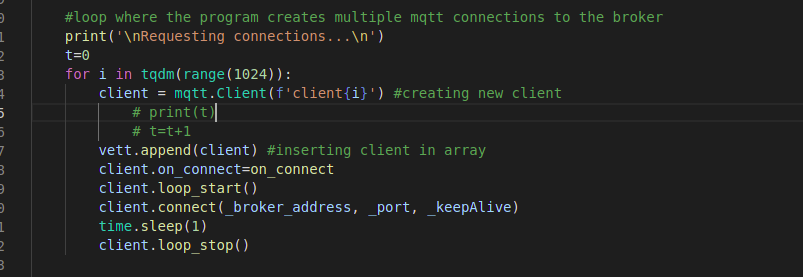 0 #loop where the program creates multiple mqtt connections to the broker
1 print('\nRequesting connections...\n')
2 t=0
3 for i in tqdm(range(1024)):
4 client = mqtt.Client(f'client{i}') #creating new client
5 # print(t)
6 # t=t+1
7 vett.append(client) #inserting client in array
8 client.on_connect=on_connect
9 client.loop_start()
0 client.connect(_broker_address, _port, _keepAlive)
1 time.sleep(1)
2 client.loop_stop()
3